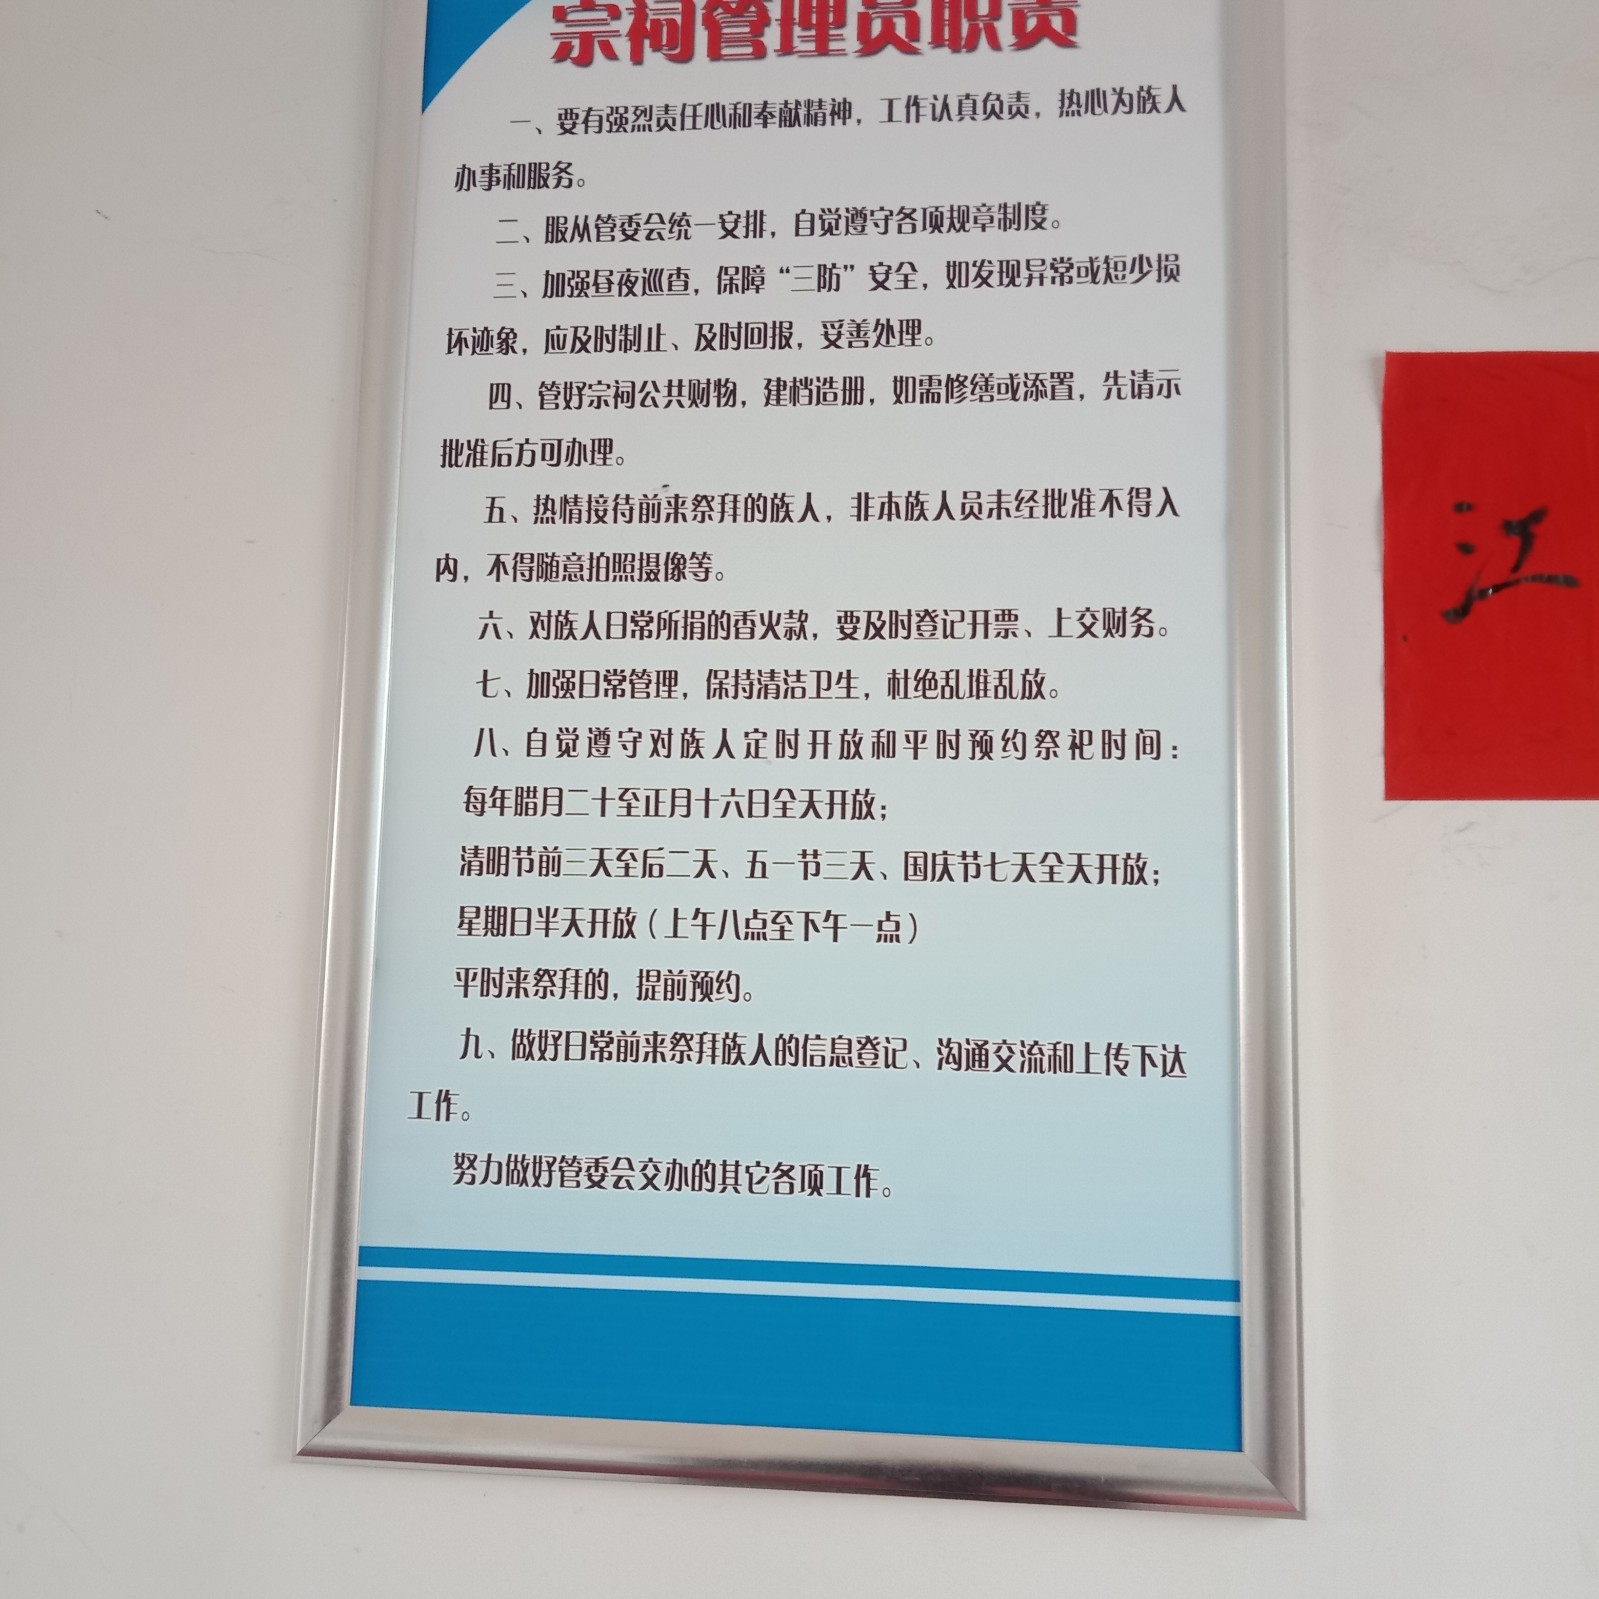 宗祠管理员职责
一、要有强烈责任心和奉献精神，工作认真负责，热心为族人
办事和服务。
二、服从管委会统一安排，自觉遵守各项规章制度。
三、加强昼夜巡查，保障“三防”安全，如发现异常或短少损
坏迹象，应及时制止、及时回报，妥善处理。
四、管好宗祠公共财物，建档造册，如需修缮或添置，先请示
批准后方可办理。
五、热情接待前来祭拜的族人，非本族人员未经批准不得入
内，不得随意拍照摄像等。
六、对族人日常所捐的香火款，要及时登记开票、上交财务。
七、加强日常管理，保持清洁卫生，杜绝乱堆乱放。
八、自觉遵守对族人定时开放和平时预约祭祀时间：
每年腊月二十至正月十六日全天开放；
清明节前三天至后二天、五一节三天、国庆节七天全天开放；
星期日半天开放（上午八点至下午一点）
平时来祭拜的，提前预约。
九、做好日常前来祭拜族人的信息登记、沟通交流和上传下达
工作。
努力做好管委会交办的其它各项工作。
江